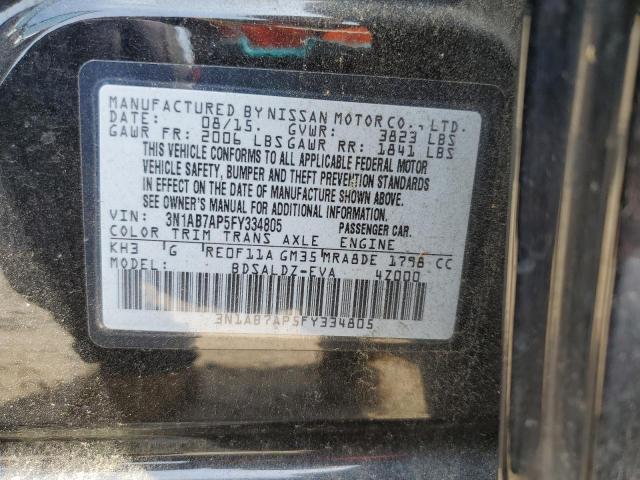 MANUFACTURED BY NISSAN MOTOR CO., LTD.
DATE: 08/15. GVWR: 3823 LBS
GAWR FR: 2006 LBS GAWR RR: 1841 LBS
THIS VEHICLE CONFORMS TO ALL APPLICABLE FEDERAL MOTOR
VEHICLE SAFETY, BUMPER AND THEFT PREVENTION STANDARDS
IN EFFECT ON THE DATE OF MANUFACTURE SHOWN ABOVE. SEE
OWNER'S MANUAL FOR ADDITIONAL INFORMATION.
VIN: 3N1AB7AP5FY334805 PASSENGER CAR.
COLOR TRIM TRANS AXLE ENGINE
KH3 G RE0F11A GM35 MRA8DE 1798 CC
BDSALDZ-EVA 4Z000
3N1AB7AP5FY334805